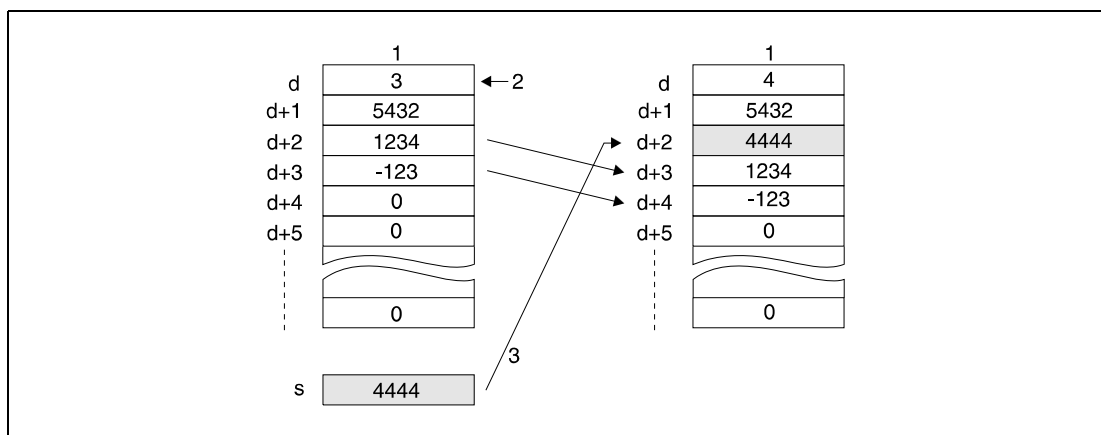 1 1
d 3 2 d 4
d+1 5432 d+1 5432
d+2 1234 d+2 4444
d+3 -123 d+3 1234
d+4 0 d+4 -123
d+5 0 d+5 0
0 0
3
s 4444